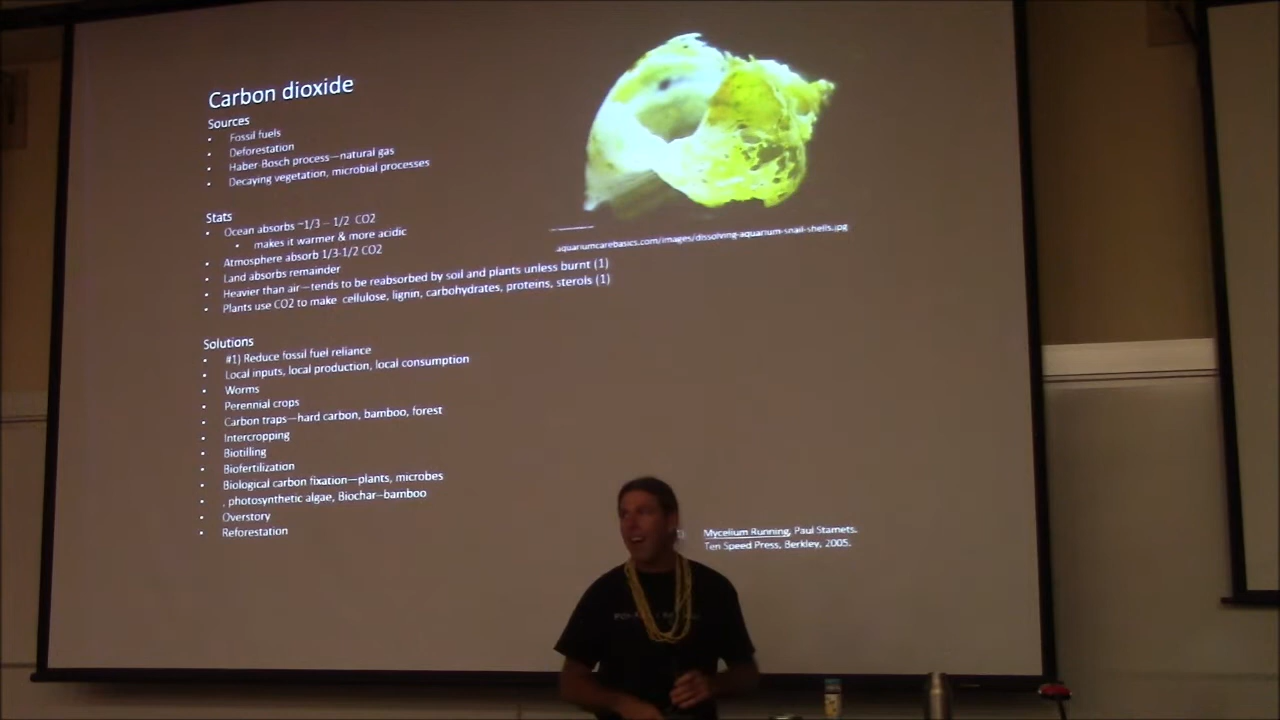 Carbon dioxide
Sources
• Fossil fuels
• Deforestation
• Haber-Bosch process—natural gas
• Decaying vegetation, microbial processes
Stats
• Ocean absorbs ~1/3 – 1/2 CO2
• makes it warmer & more acidic
• Atmosphere absorb 1/3-1/2 CO2
• Land absorbs remainder
• Heavier than air—tends to be reabsorbed by soil and plants unless burnt (1)
• Plants use CO2 to make cellulose, lignin, carbohydrates, proteins, sterols (1)
aquariumcarebasics.com/images/dissolving-aquarium-snail-shells.jpg
Solutions
• #1) Reduce fossil fuel reliance
• Local inputs, local production, local consumption
• Worms
• Perennial crops
• Carbon traps—hard carbon, bamboo, forest
• Intercropping
• Biotilling
• Biofertilization
• Biological carbon fixation—plants, microbes
• , photosynthetic algae, Biochar—bamboo
• Overstory
• Reforestation
Mycelium Running, Paul Stamets.
Ten Speed Press, Berkley, 2005.